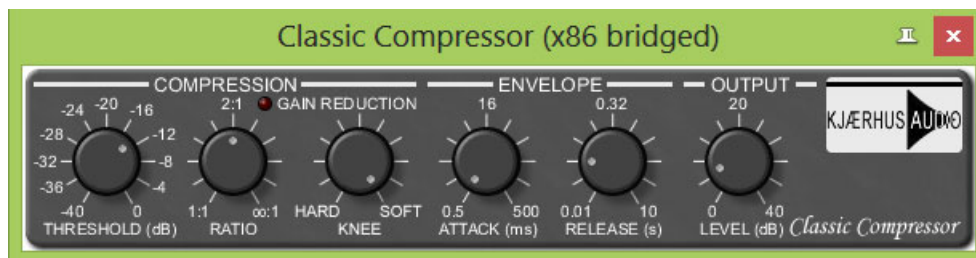 Classic Compressor (x86 bridged)
COMPRESSION
ENVELOPE
OUTPUT
-40
-36
-32
-28
-24
-20
-16
-12
-8
-4
0
THRESHOLD (dB)
2:1
1:1
∞:1
RATIO
GAIN REDUCTION
HARD
SOFT
KNEE
16
0.5
500
ATTACK (ms)
0.32
0.01
10
RELEASE (s)
20
0
40
LEVEL (dB)
KJÆRHUS AUDIO
Classic Compressor